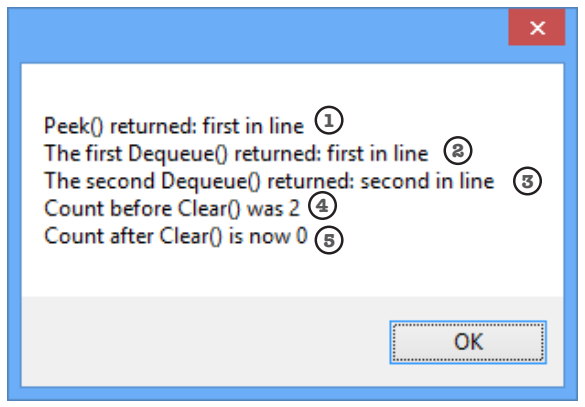 Peek() returned: first in line 1
The first Dequeue() returned: first in line 2
The second Dequeue() returned: second in line 3
Count before Clear() was 2 4
Count after Clear() is now 0 5
OK